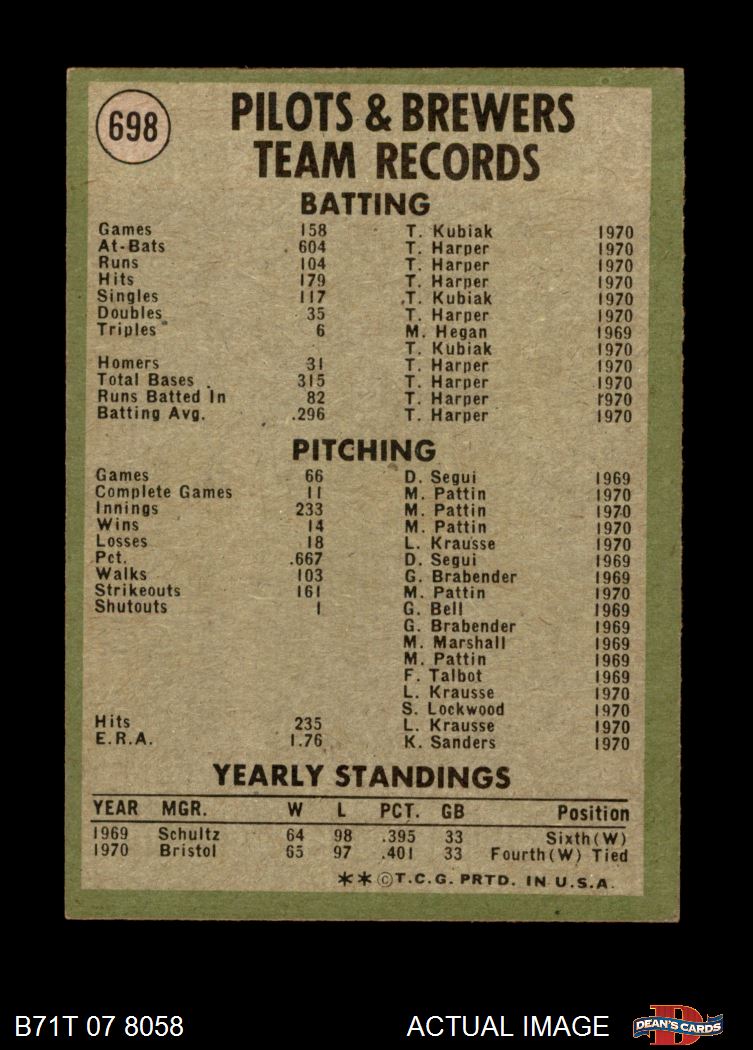 698
PILOTS & BREWERS
TEAM RECORDS
BATTING
Games 158 T. Kubiak 1970
At-Bats 604 T. Harper 1970
Runs 104 T. Harper 1970
Hits 179 T. Harper 1970
Singles 117 T. Kubiak 1970
Doubles 35 T. Harper 1970
Triples 6 M. Hegan 1969
T. Kubiak 1970
Homers 31 T. Harper 1970
Total Bases 315 T. Harper 1970
Runs Batted In 82 T. Harper 1970
Batting Avg. .296 T. Harper 1970
PITCHING
Games 66 D. Segui 1969
Complete Games 11 M. Pattin 1970
Innings 233 M. Pattin 1970
Wins 14 M. Pattin 1970
Losses 18 L. Krausse 1970
Pct. .667 D. Segui 1969
Walks 103 G. Brabender 1969
Strikeouts 161 M. Pattin 1970
Shutouts 1 G. Bell 1969
G. Brabender 1969
M. Marshall 1969
M. Pattin 1969
F. Talbot 1969
L. Krausse 1970
S. Lockwood 1970
Hits 235 L. Krausse 1970
E.R.A. 1.76 K. Sanders 1970
YEARLY STANDINGS
YEAR MGR. W L PCT. GB Position
1969 Schultz 64 98 .395 33 Sixth (W)
1970 Bristol 65 97 .401 33 Fourth (W) Tied
**©T.C.G. PRTD. IN U.S.A.
B71T 07 8058 ACTUAL IMAGE D DEAN'S CARDS